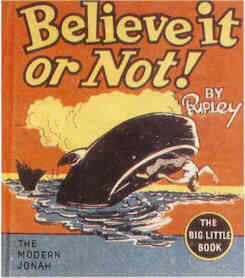 Believe it
or Not!
BY
RIPLEY
THE
MODERN
JONAH
THE
BIG LITTLE
BOOK